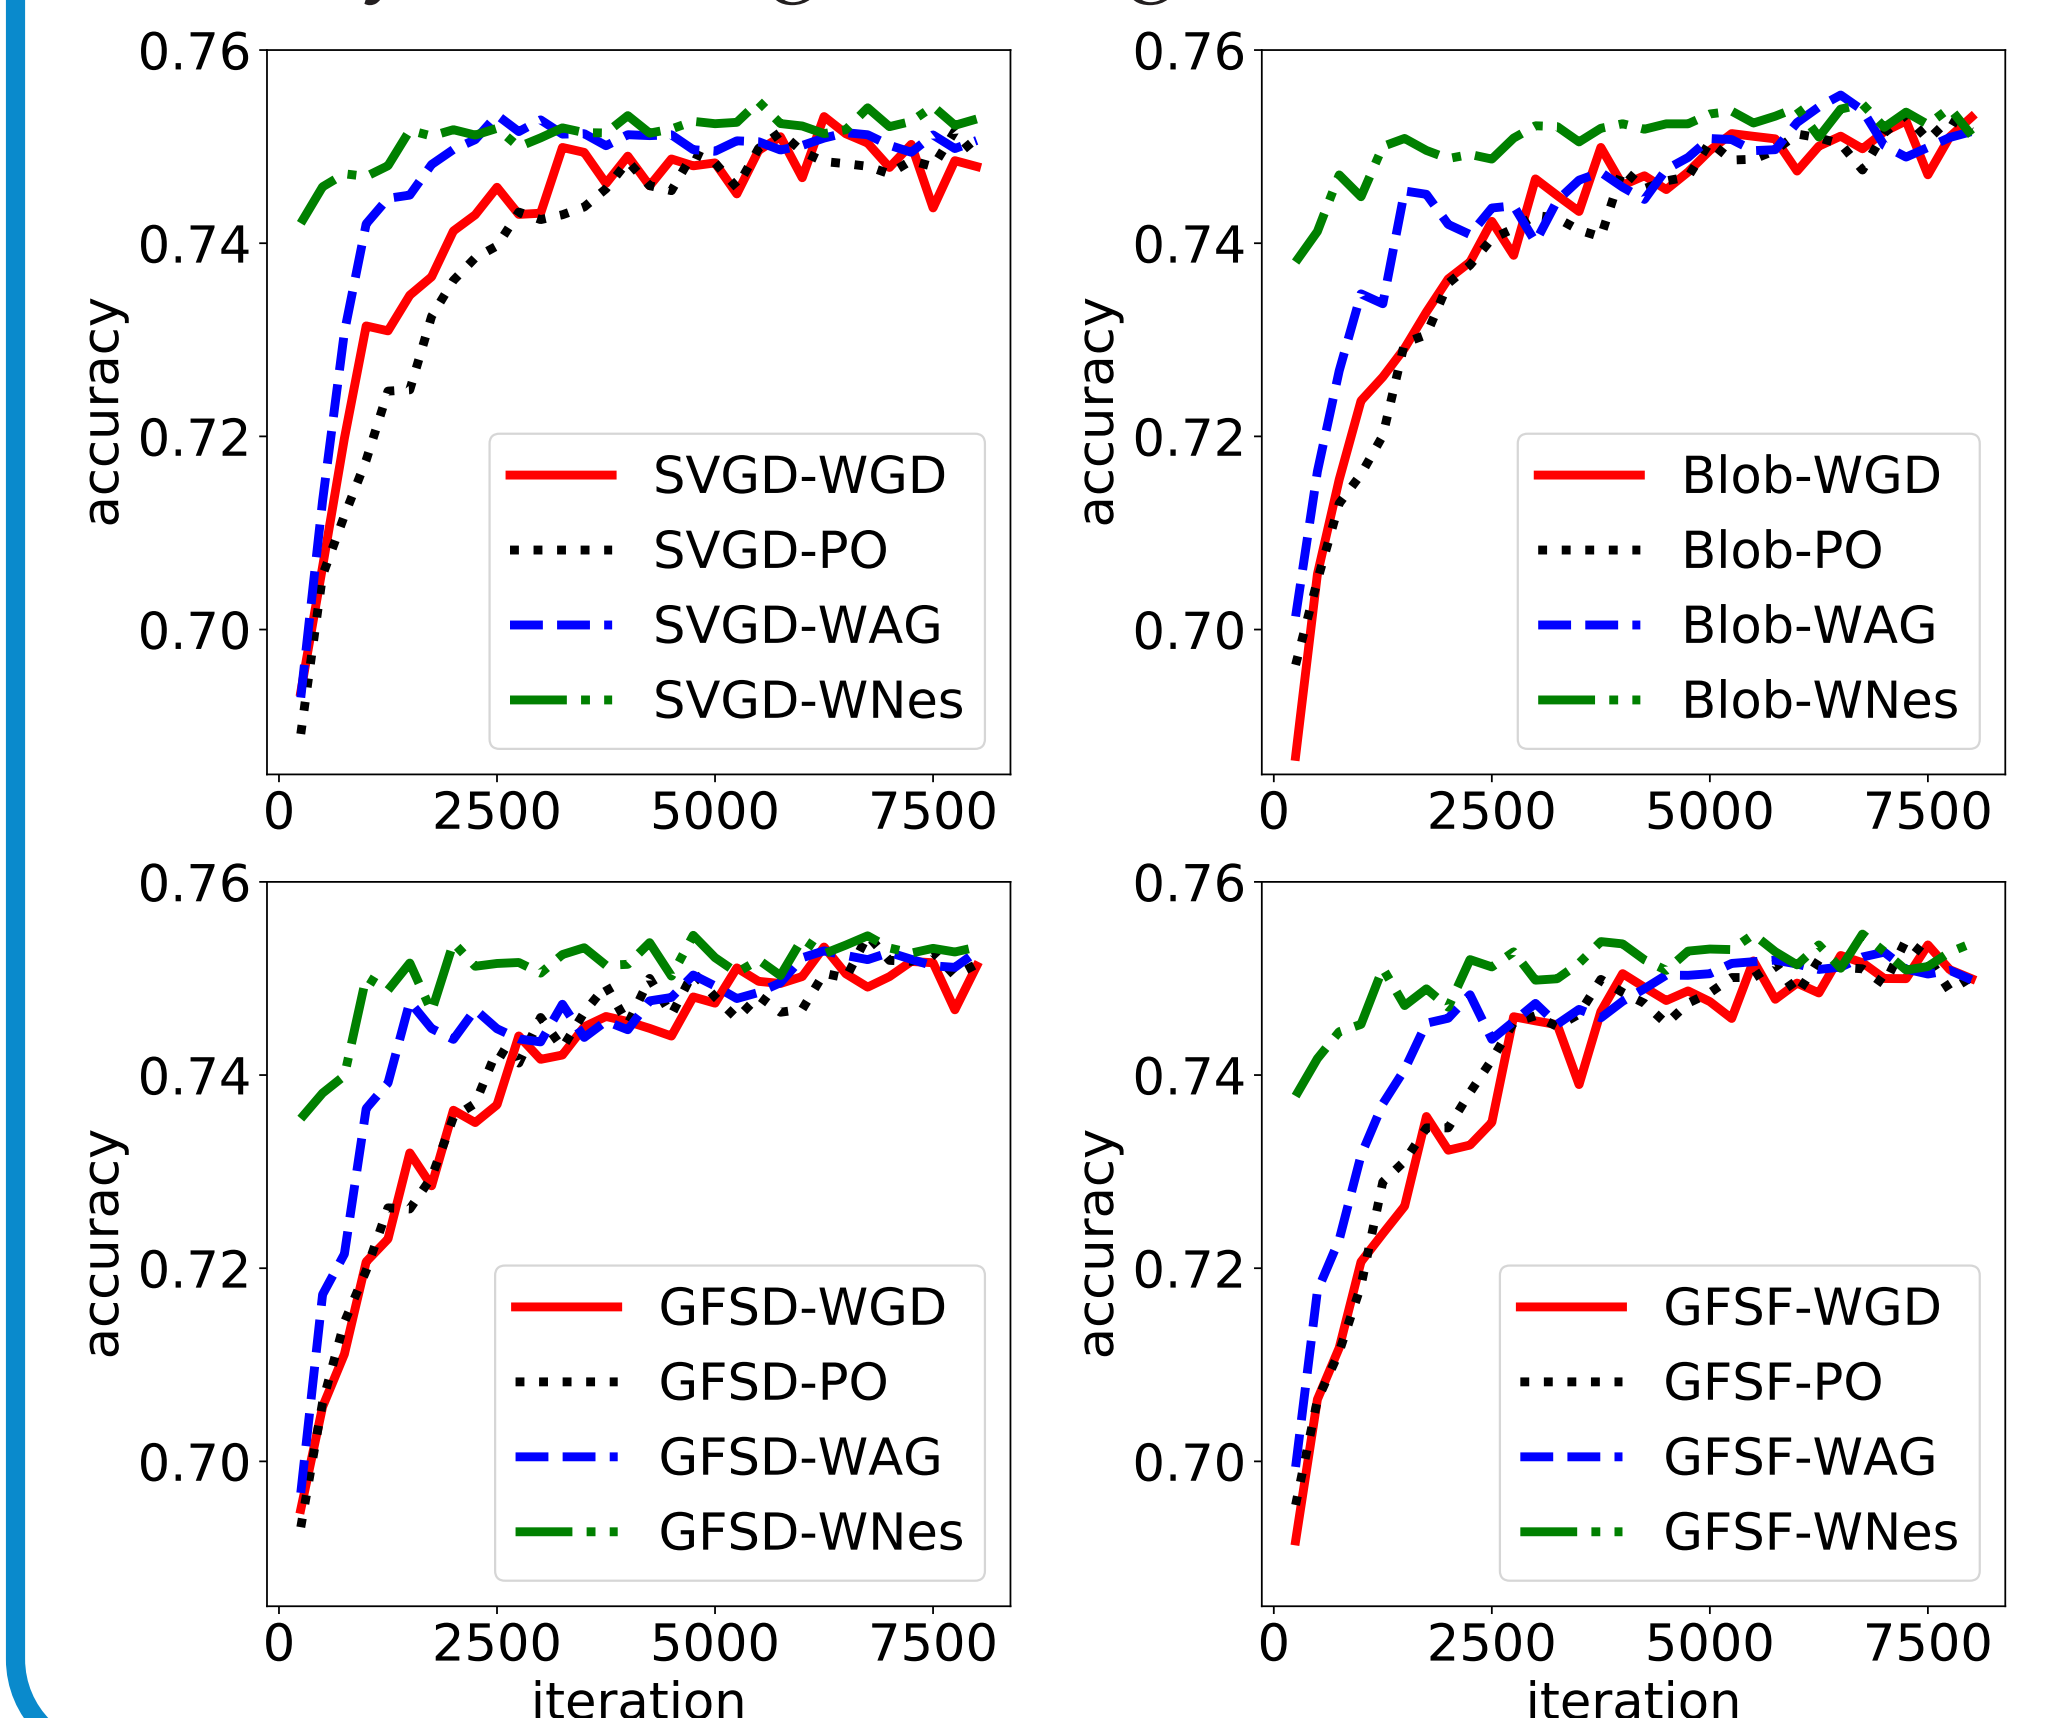 0.76
0.74
0.72
0.70
accuracy
SVGD-WGD
SVGD-PO
SVGD-WAG
SVGD-WNes
0 2500 5000 7500
0.76
0.74
0.72
0.70
accuracy
Blob-WGD
Blob-PO
Blob-WAG
Blob-WNes
0 2500 5000 7500
0.76
0.74
0.72
0.70
accuracy
GFSD-WGD
GFSD-PO
GFSD-WAG
GFSD-WNes
0 2500 5000 7500
iteration
0.76
0.74
0.72
0.70
accuracy
GFSF-WGD
GFSF-PO
GFSF-WAG
GFSF-WNes
0 2500 5000 7500
iteration